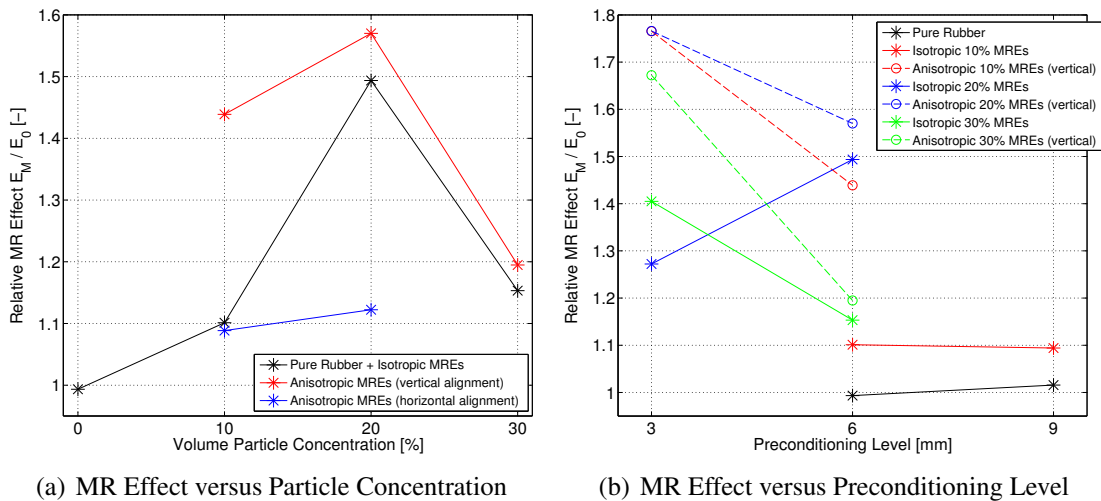 1.6
1.5
1.4
1.3
1.2
1.1
1
Relative MR Effect E_M / E_0 [−]
0
10
20
30
Volume Particle Concentration [%]
Pure Rubber + Isotropic MREs
Anisotropic MREs (vertical alignment)
Anisotropic MREs (horizontal alignment)
(a) MR Effect versus Particle Concentration
1.8
1.7
1.6
1.5
1.4
1.3
1.2
1.1
1
Relative MR Effect E_M / E_0 [−]
3
6
9
Preconditioning Level [mm]
Pure Rubber
Isotropic 10% MREs
Anisotropic 10% MREs (vertical)
Isotropic 20% MREs
Anisotropic 20% MREs (vertical)
Isotropic 30% MREs
Anisotropic 30% MREs (vertical)
(b) MR Effect versus Preconditioning Level